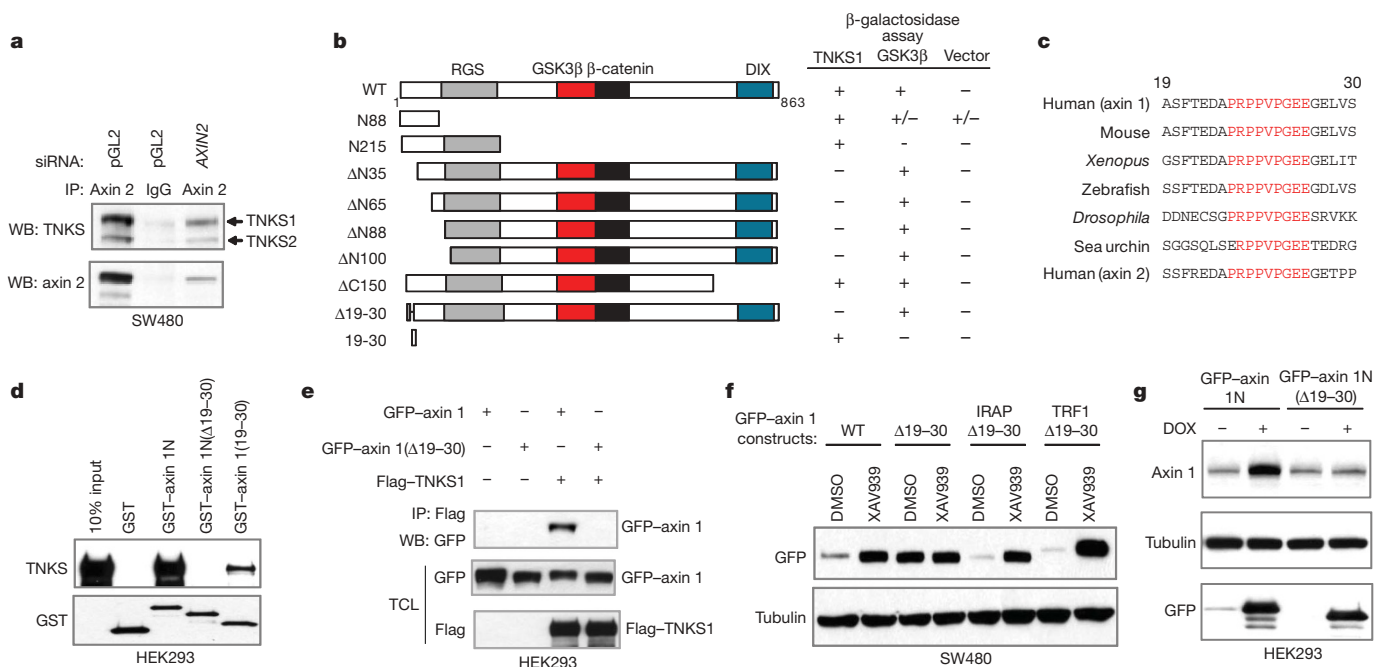 a
siRNA: pGL2 pGL2 AXIN2
IP: Axin 2 IgG Axin 2
WB: TNKS
TNKS1
TNKS2
WB: axin 2
SW480
b
β-galactosidase
assay
RGS GSK3β β-catenin DIX TNKS1 GSK3β Vector
WT + + −
1 863
N88 + +/− +/−
N215 + - −
ΔN35 − + −
ΔN65 − + −
ΔN88 − + −
ΔN100 − + −
ΔC150 + + −
Δ19-30 − + −
19-30 + − −
c
19 30
Human (axin 1) ASFTEDAPRPPVPGEEGELVS
Mouse ASFTEDAPRPPVPGEEGELVS
Xenopus GSFTEDAPRPPVPGEEGELIT
Zebrafish SSFTEDAPRPPVPGEEGDLVS
Drosophila DDNECSGPRPPVPGEESRVKK
Sea urchin SGGSQLSERPPVPGEETEDRG
Human (axin 2) SSFREDAPRPPVPGEEGETPP
d
10% input GST GST–axin 1N GST–axin 1N(Δ19–30) GST–axin 1(19–30)
TNKS
GST
HEK293
e
GFP–axin 1 + − + −
GFP–axin 1(Δ19–30) − + − +
Flag–TNKS1 − − + +
IP: Flag
WB: GFP
GFP–axin 1
TCL
GFP GFP–axin 1
Flag Flag–TNKS1
HEK293
f
GFP–axin 1
constructs:
WT Δ19–30
IRAP
Δ19–30
TRF1
Δ19–30
DMSO XAV939 DMSO XAV939 DMSO XAV939 DMSO XAV939
GFP
Tubulin
SW480
g
GFP–axin
1N
GFP–axin 1N
(Δ19–30)
DOX − + − +
Axin 1
Tubulin
GFP
HEK293